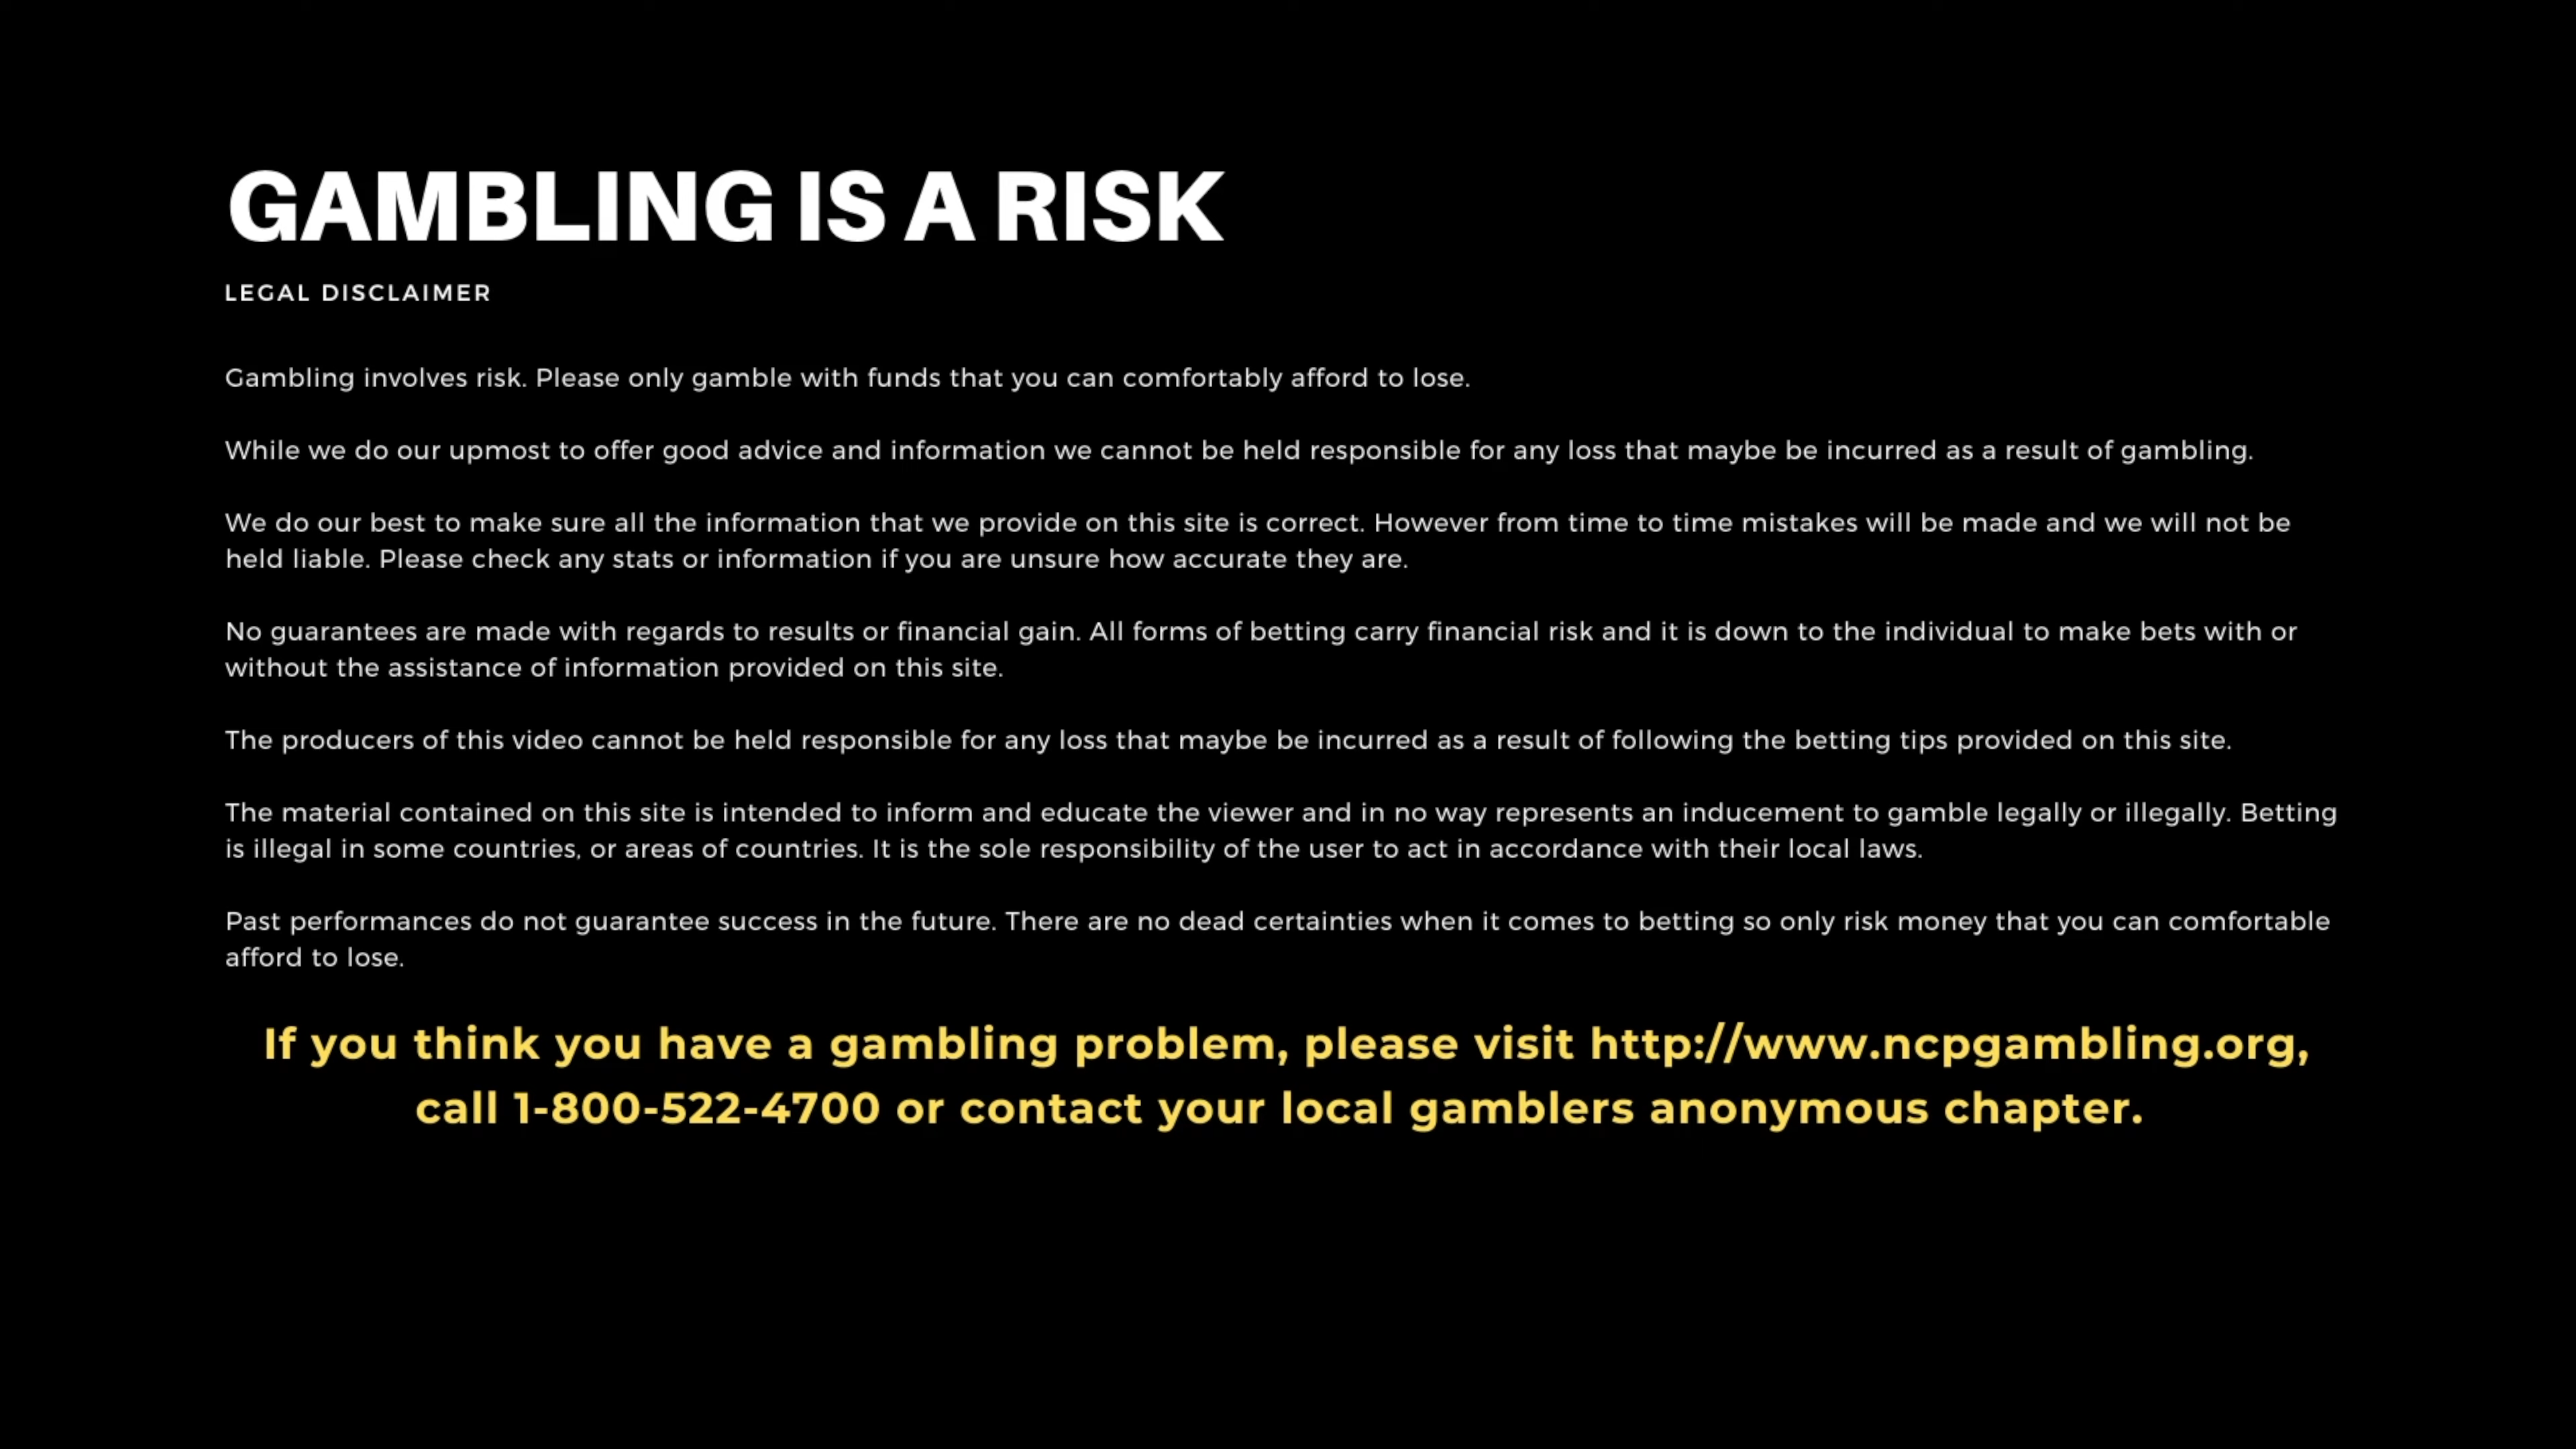 GAMBLING IS A RISK
LEGAL DISCLAIMER
Gambling involves risk. Please only gamble with funds that you can comfortably afford to lose.
While we do our upmost to offer good advice and information we cannot be held responsible for any loss that maybe be incurred as a result of gambling.
We do our best to make sure all the information that we provide on this site is correct. However from time to time mistakes will be made and we will not be
held liable. Please check any stats or information if you are unsure how accurate they are.
No guarantees are made with regards to results or financial gain. All forms of betting carry financial risk and it is down to the individual to make bets with or
without the assistance of information provided on this site.
The producers of this video cannot be held responsible for any loss that maybe be incurred as a result of following the betting tips provided on this site.
The material contained on this site is intended to inform and educate the viewer and in no way represents an inducement to gamble legally or illegally. Betting
is illegal in some countries, or areas of countries. It is the sole responsibility of the user to act in accordance with their local laws.
Past performances do not guarantee success in the future. There are no dead certainties when it comes to betting so only risk money that you can comfortable
afford to lose.
If you think you have a gambling problem, please visit http://www.ncpgambling.org,
call 1-800-522-4700 or contact your local gamblers anonymous chapter.